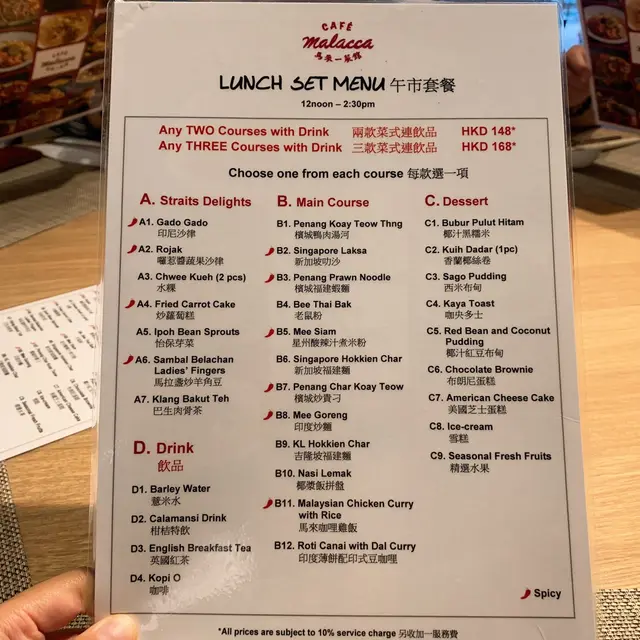 CAFÉ
Malacca
馬來一菜館
LUNCH SET MENU 午市套餐
12noon – 2:30pm
Any TWO Courses with Drink 兩款菜式連飲品 HKD 148*
Any THREE Courses with Drink 三款菜式連飲品 HKD 168*
Choose one from each course 每款選一項
A. Straits Delights
A1. Gado Gado
印尼沙律
A2. Rojak
囉惹醬蔬果沙律
A3. Chwee Kueh (2 pcs)
水粿
A4. Fried Carrot Cake
炒蘿蔔糕
A5. Ipoh Bean Sprouts
怡保芽菜
A6. Sambal Belachan
Ladies' Fingers
馬拉盞炒羊角豆
A7. Klang Bakut Teh
巴生肉骨茶
D. Drink
飲品
D1. Barley Water
薏米水
D2. Calamansi Drink
柑桔特飲
D3. English Breakfast Tea
英國紅茶
D4. Kopi O
咖啡
B. Main Course
B1. Penang Koay Teow Thng
檳城鴨肉湯河
B2. Singapore Laksa
新加坡叻沙
B3. Penang Prawn Noodle
檳城福建蝦麵
B4. Bee Thai Bak
老鼠粉
B5. Mee Siam
星州酸辣汁煮米粉
B6. Singapore Hokkien Char
新加坡福建麵
B7. Penang Char Koay Teow
檳城炒貴刁
B8. Mee Goreng
印度炒麵
B9. KL Hokkien Char
吉隆坡福建麵
B10. Nasi Lemak
椰漿飯拼盤
B11. Malaysian Chicken Curry
with Rice
馬來咖哩雞飯
B12. Roti Canai with Dal Curry
印度薄餅配印式豆咖哩
C. Dessert
C1. Bubur Pulut Hitam
椰汁黑糯米
C2. Kuih Dadar (1pc)
香蘭椰絲卷
C3. Sago Pudding
西米布甸
C4. Kaya Toast
咖央多士
C5. Red Bean and Coconut
Pudding
椰汁紅豆布甸
C6. Chocolate Brownie
布朗尼蛋糕
C7. American Cheese Cake
美國芝士蛋糕
C8. Ice-cream
雪糕
C9. Seasonal Fresh Fruits
精選水果
Spicy
*All prices are subject to 10% service charge 另收加一服務費